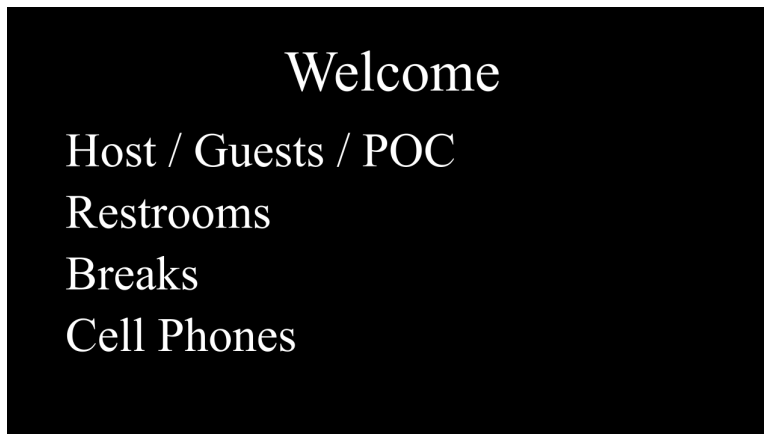 Welcome
Host / Guests / POC
Restrooms
Breaks
Cell Phones